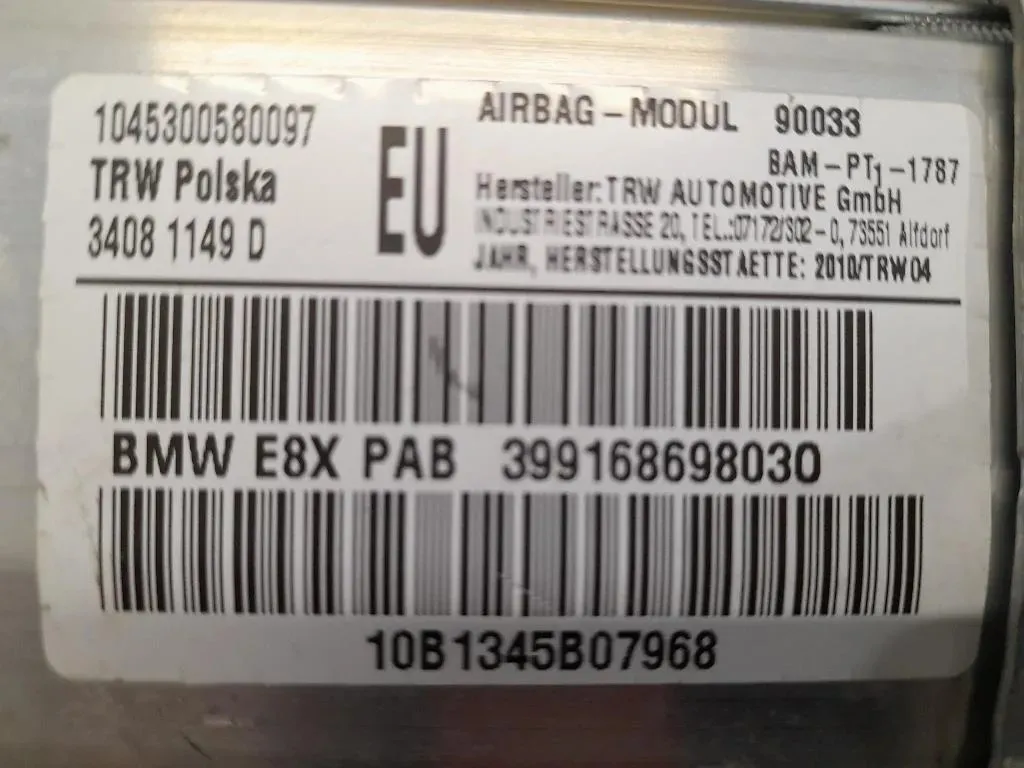 1045300580097
TRW Polska
3408 1149 D
EU
AIRBAG-MODUL 90033
BAM-PT1-1787
Hersteller: TRW AUTOMOTIVE GmbH
INDUSTRIESTRASSE 20, TEL.:07172/302-0, 73551 Alfdorf
JAHR, HERSTELLUNGSSTAETTE: 2010/TRW04
BMW E8X PAB 399168698030
10B1345B07968